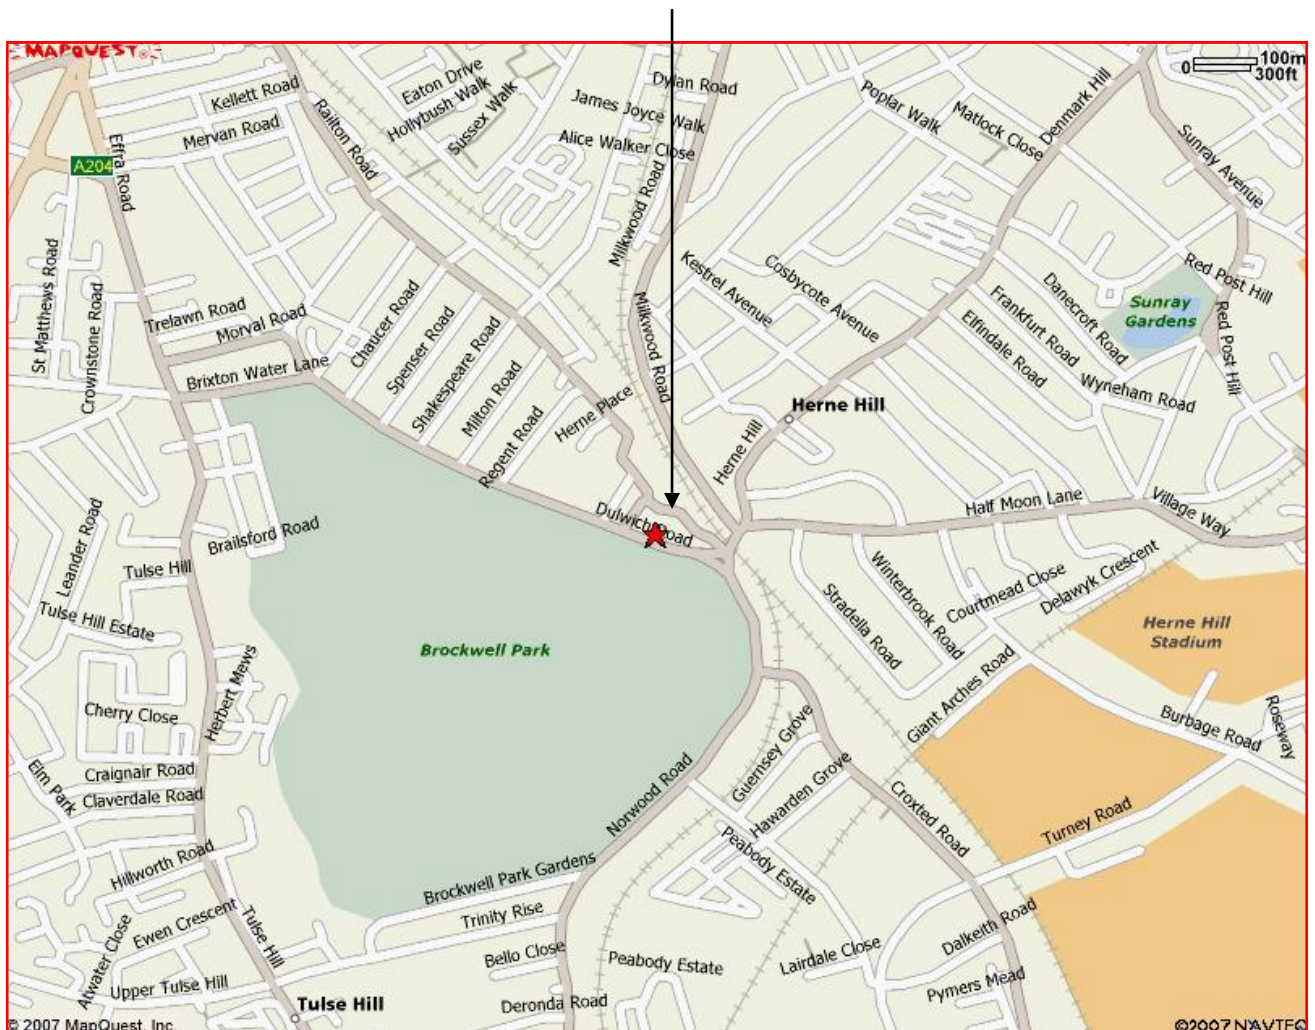 MAPQUEST
0 100m
300ft
Dylan Road
Eaton Drive
Kellett Road
Hollybush Walk
James Joyce Walk
Poplar Walk
Matlock Close
Denmark Hill
Railton Road
Sussex Walk
Mervan Road
Alice Walker Close
Sunray Avenue
A204
Effra Road
Milkwood Road
St Matthews Road
Crownstone Road
Kestrel Avenue
Cosbycote Avenue
Red Post Hill
Danecroft Road
Sunray
Gardens
Trelawn Road
Morval Road
Chaucer Road
Milkwood Road
Frankfurt Road
Elfindale Road
Red Post Hill
Spenser Road
Shakespeare Road
Brixton Water Lane
Milton Road
Herne Place
Wyneham Road
Herne Hill
Regent Road
Herne Hill
Half Moon Lane
Village Way
Dulwich Road
Leander Road
Brailsford Road
Tulse Hill
Winterbrook Road
Courtmead Close
Delawyk Crescent
Stradella Road
Tulse Hill Estate
Herne Hill
Stadium
Brockwell Park
Herbert Mews
Giant Arches Road
Cherry Close
Burbage Road
Roseway
Guernsey Grove
Elm Park
Craignair Road
Claverdale Road
Norwood Road
Hawarden Grove
Croxted Road
Turney Road
Hillworth Road
Peabody Estate
Brockwell Park Gardens
Trinity Rise
Ewen Crescent
Tulse Hill
Atwater Close
Dalkeith Road
Bello Close
Peabody Estate
Lairdale Close
Upper Tulse Hill
Pymers Mead
Tulse Hill
Deronda Road
© 2007 MapQuest, Inc.
©2007 NAVTEQ